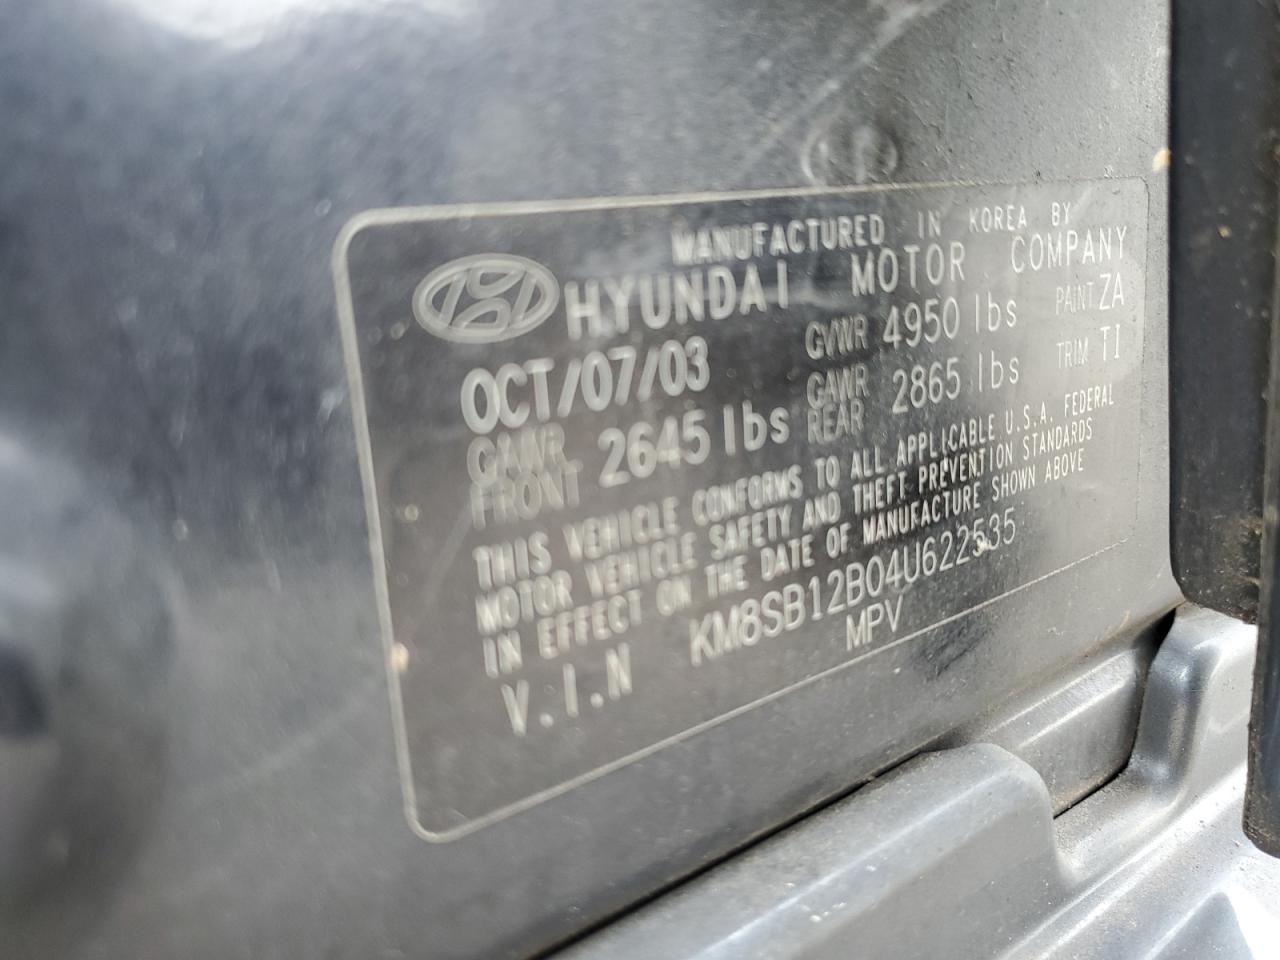 MANUFACTURED IN KOREA BY
HYUNDAI MOTOR COMPANY
OCT/07/03 GVWR 4950 lbs PAINT ZA
GAWR FRONT 2645 lbs GAWR REAR 2865 lbs TRIM TI
THIS VEHICLE CONFORMS TO ALL APPLICABLE U.S.A. FEDERAL
MOTOR VEHICLE SAFETY AND THEFT PREVENTION STANDARDS
IN EFFECT ON THE DATE OF MANUFACTURE SHOWN ABOVE
V.I.N KM8SB12B04U622535
MPV